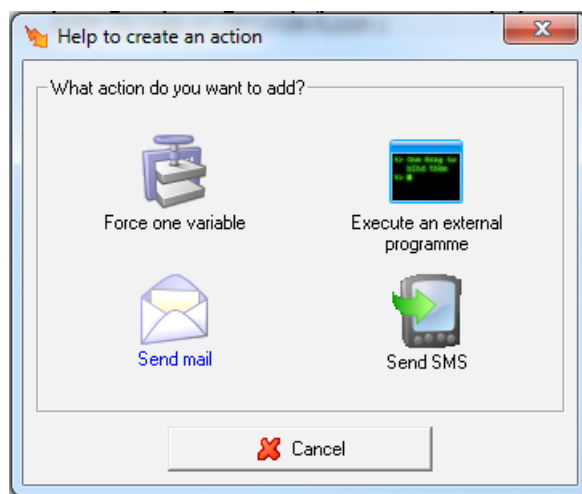 Help to create an action
What action do you want to add?
Force one variable
Execute an external
programme
Send mail
Send SMS
Cancel